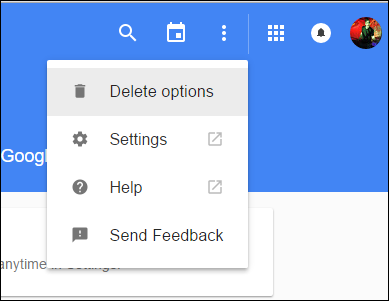 Delete options
Settings
Googl
Help
Send Feedback
anytime in Settings.